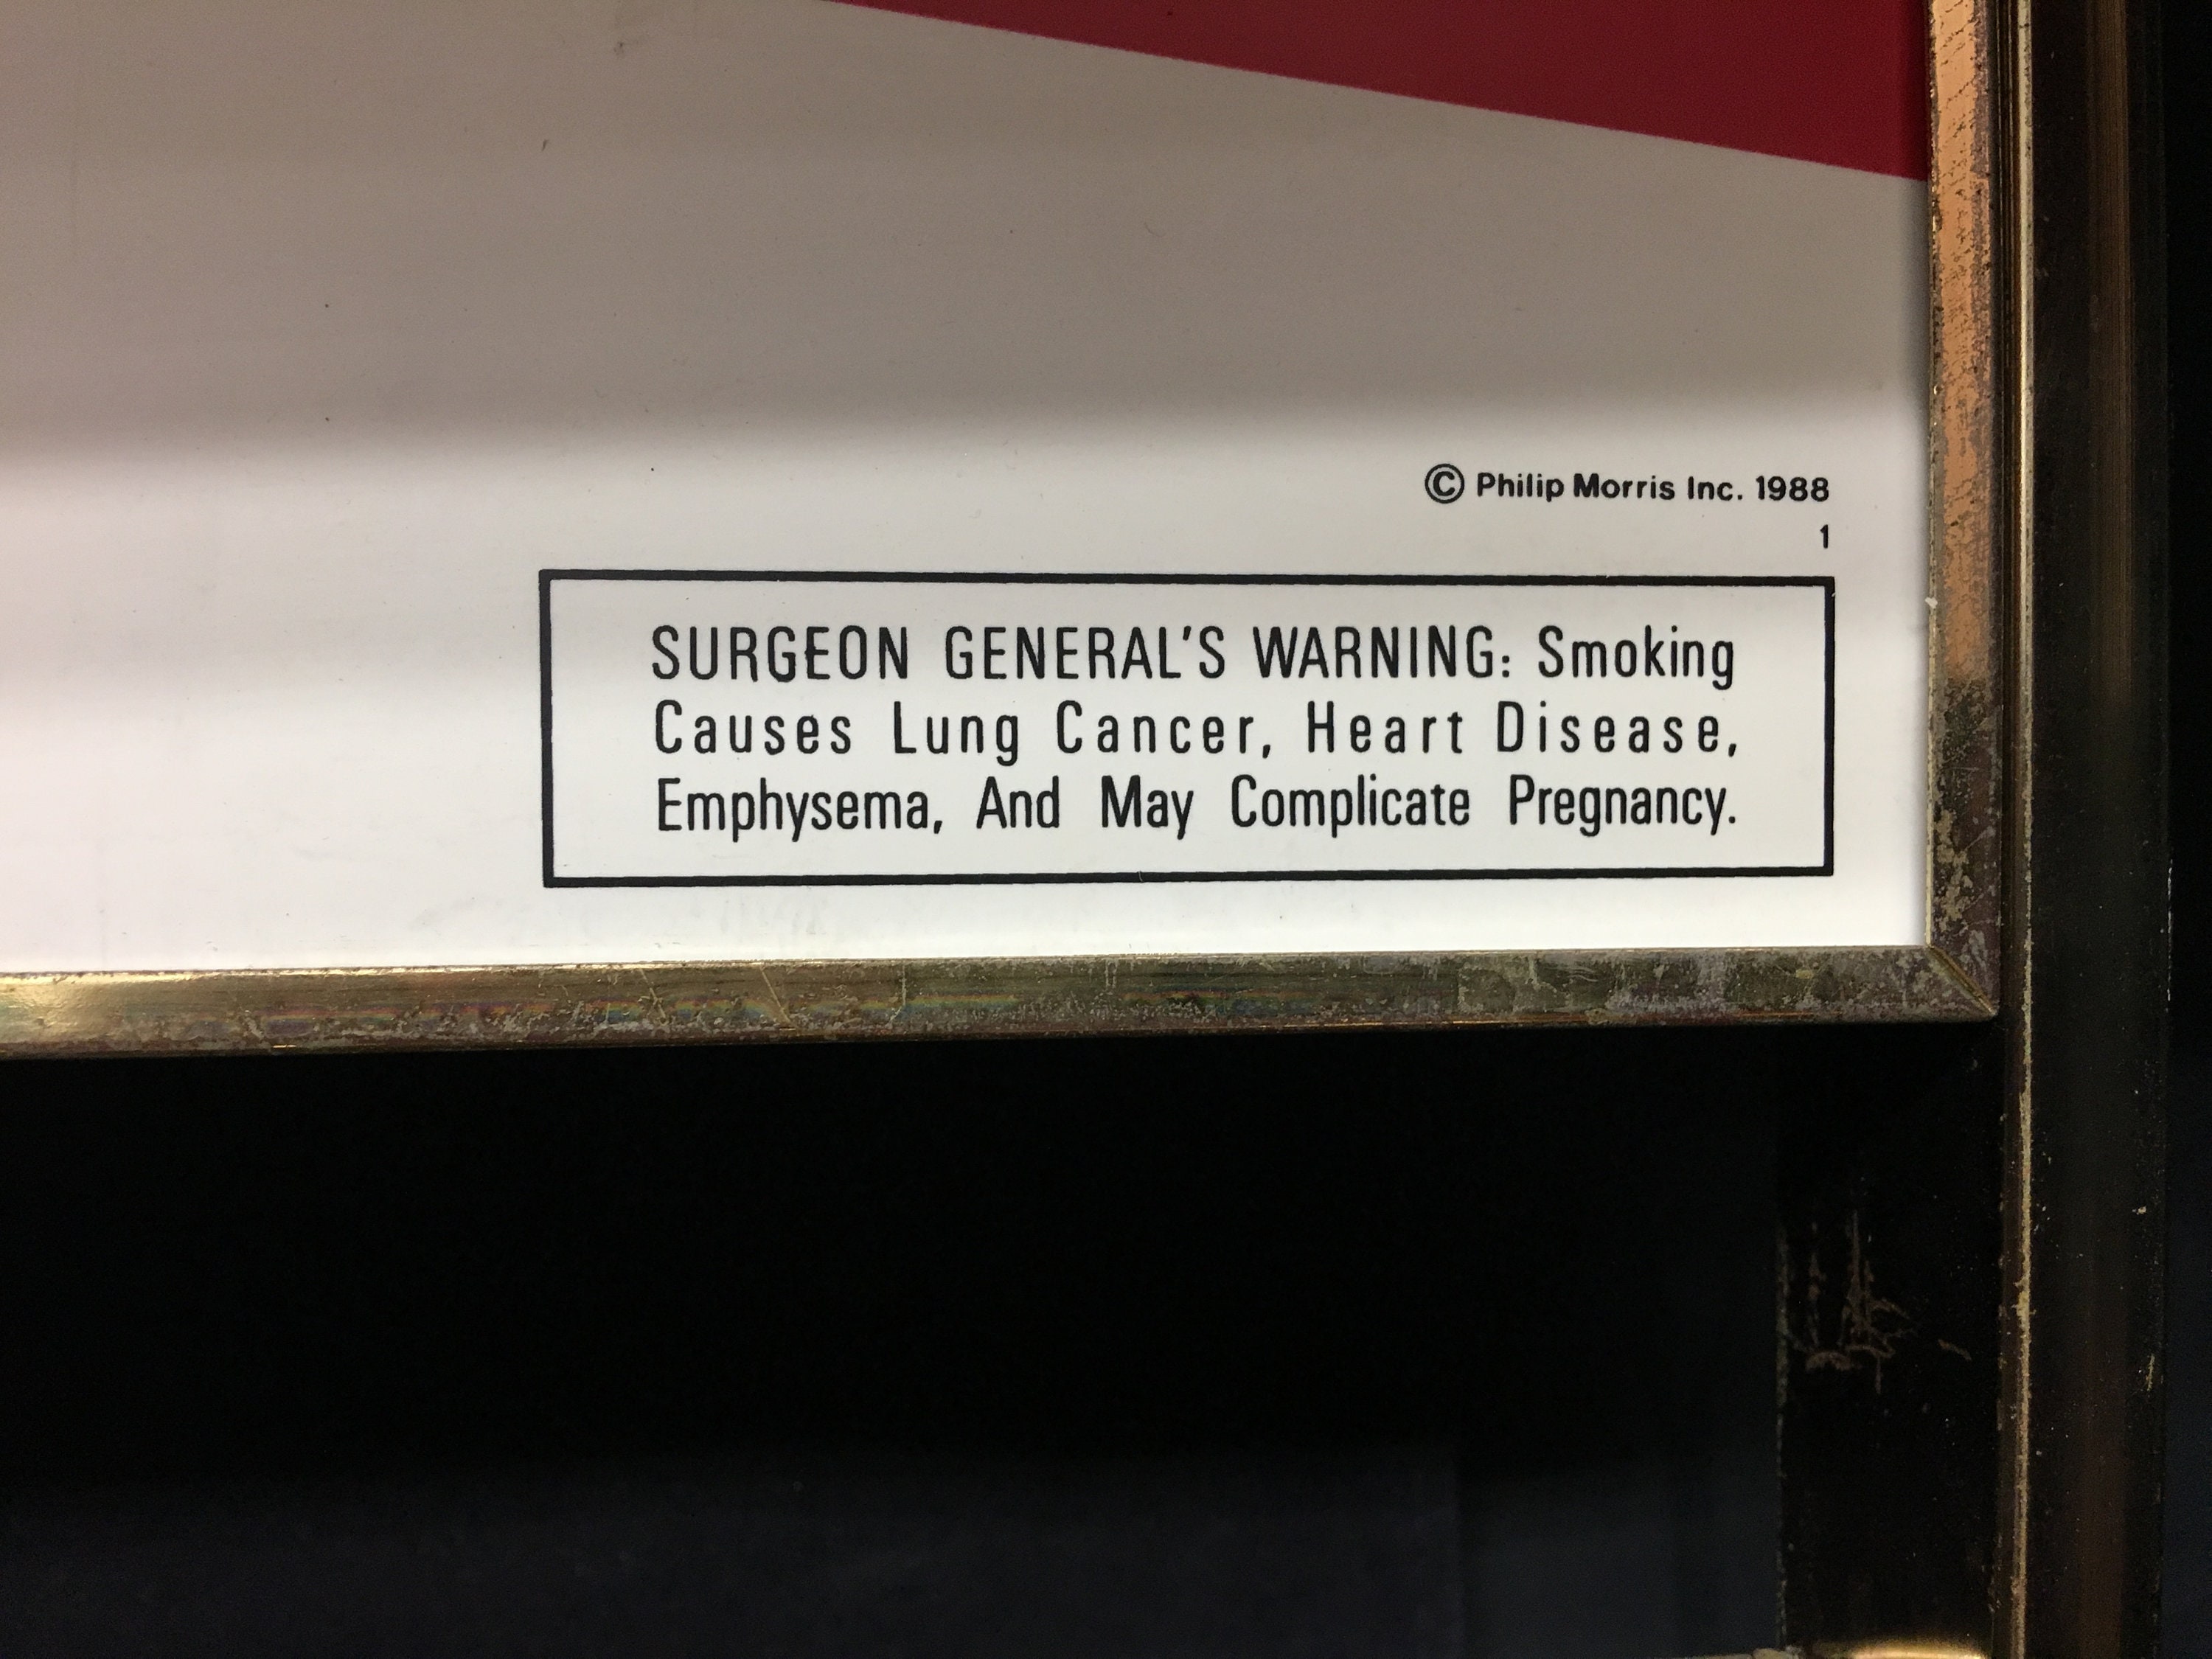 © Philip Morris Inc. 1988
1
SURGEON GENERAL'S WARNING: Smoking
Causes Lung Cancer, Heart Disease,
Emphysema, And May Complicate Pregnancy.